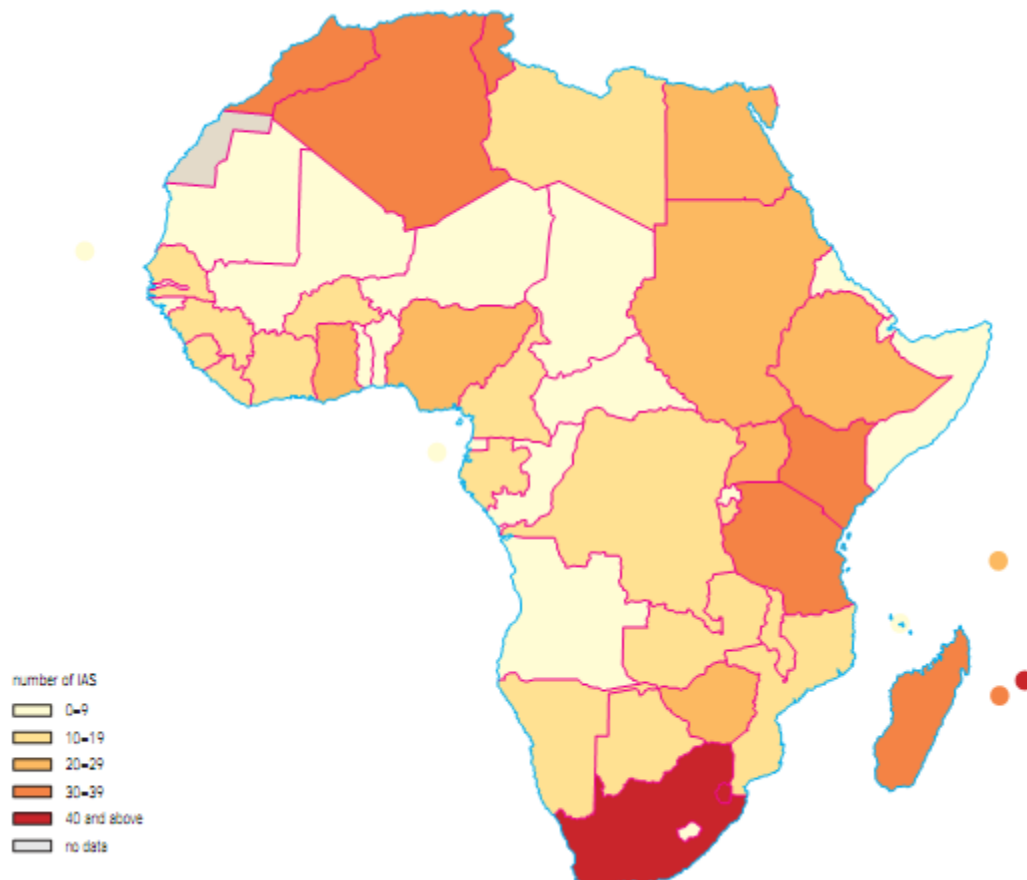 number of IAS
0-9
10-19
20-29
30-39
40 and above
no data